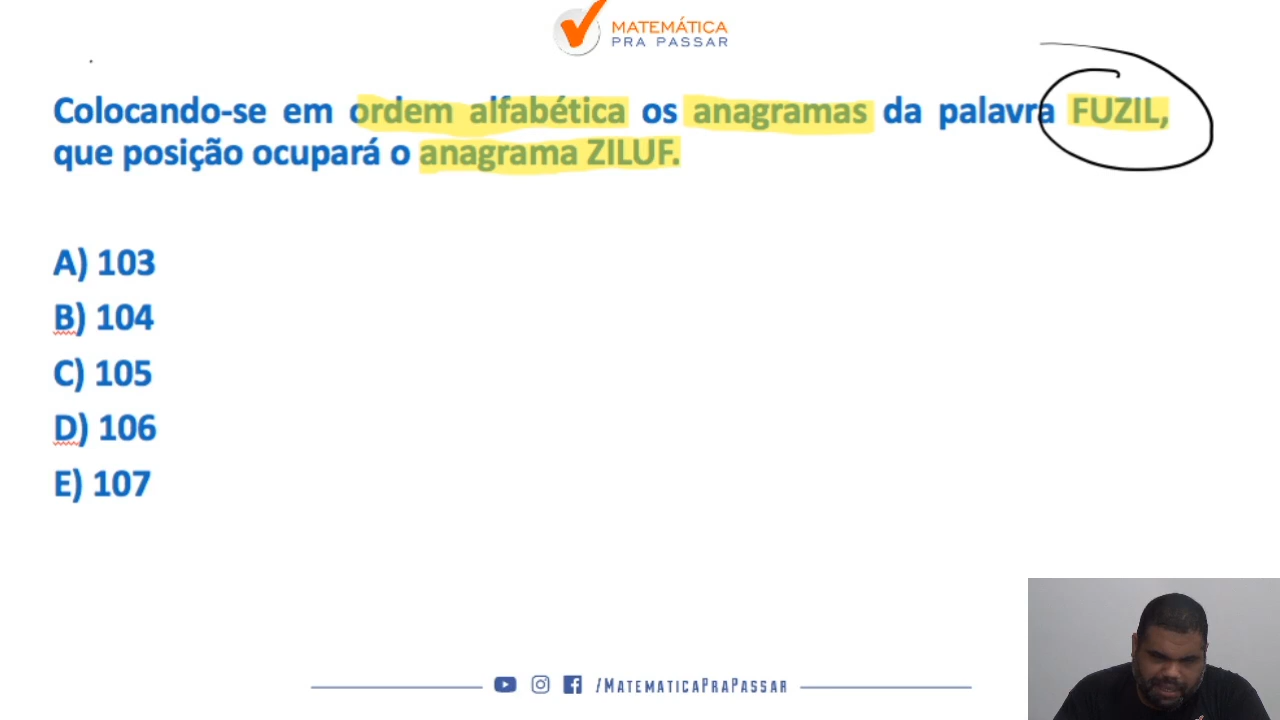 MATEMÁTICA
PRA PASSAR
Colocando-se em ordem alfabética os anagramas da palavra FUZIL,
que posição ocupará o anagrama ZILUF.
A) 103
B) 104
C) 105
D) 106
E) 107
/MATEMATICAPRAPASSAR